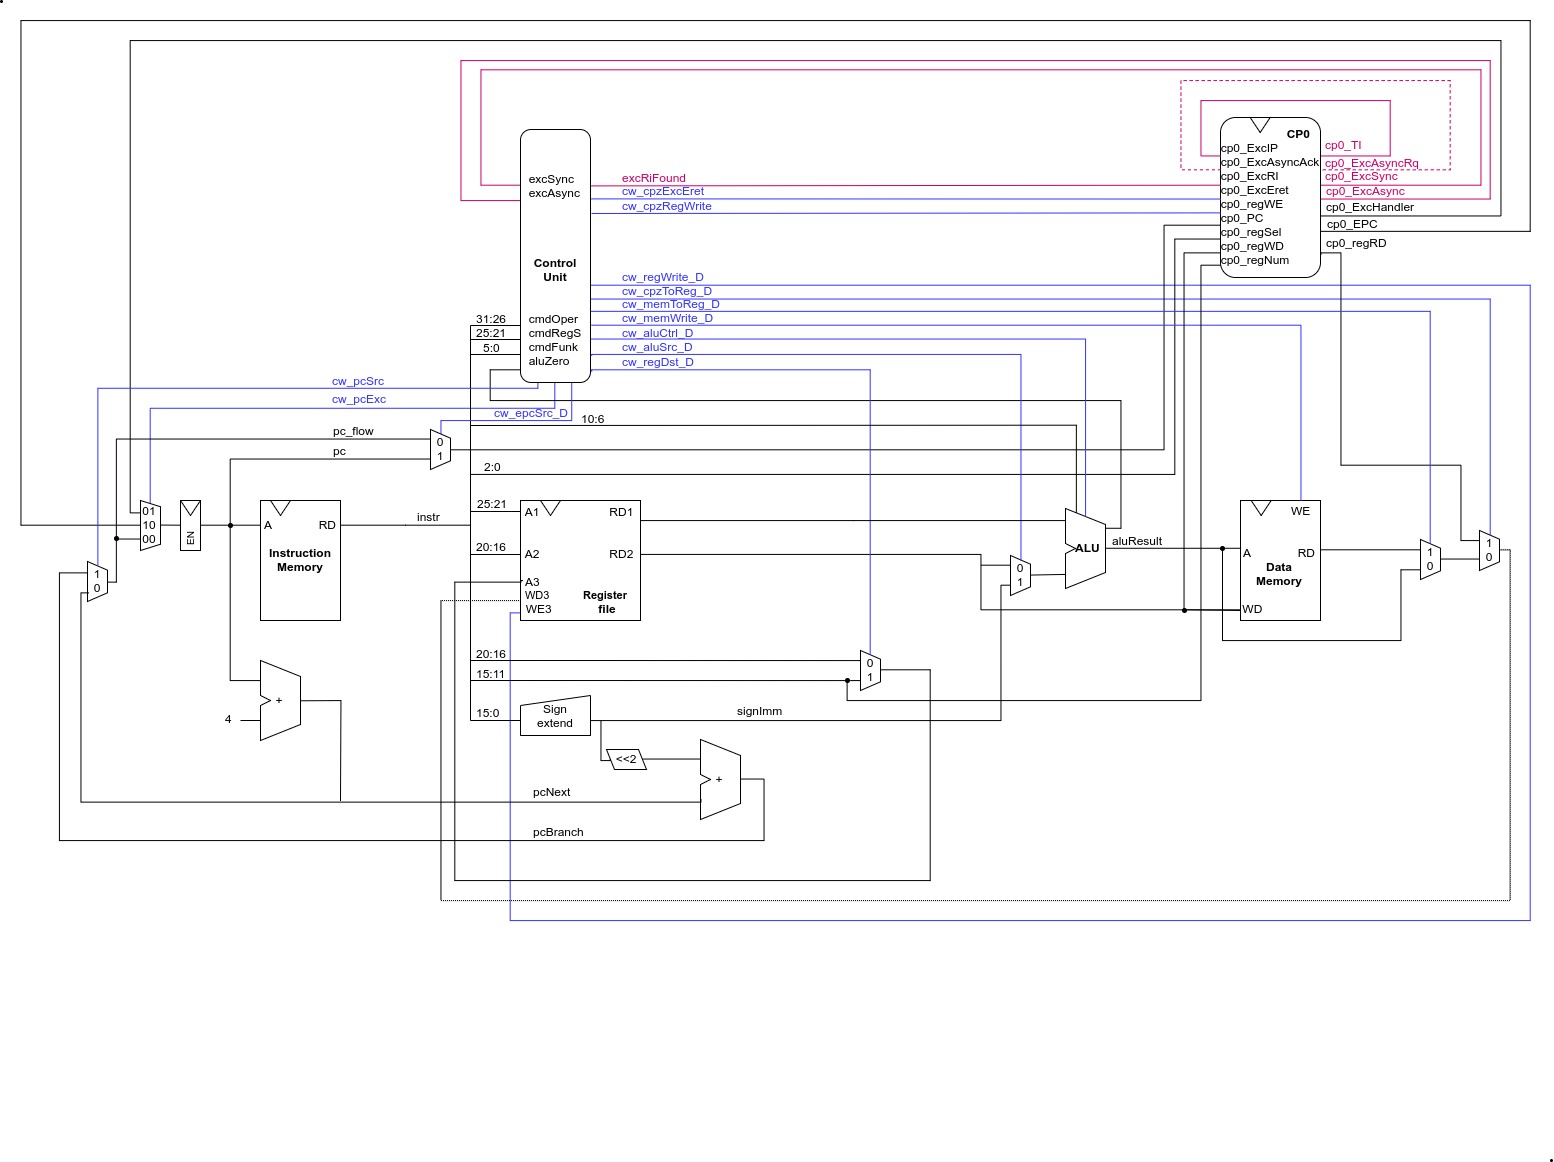 CP0
cp0_ExcIP
cp0_ExcAsyncAck
cp0_ExcRI
cp0_ExcEret
cp0_regWE
cp0_PC
cp0_regSel
cp0_regWD
cp0_regNum
cp0_TI
cp0_ExcAsyncRq
cp0_ExcSync
cp0_ExcAsync
cp0_ExcHandler
cp0_EPC
cp0_regRD
excSync
excAsync
Control
Unit
cmdOper
cmdRegS
cmdFunk
aluZero
excRiFound
cw_cpzExcEret
cw_cpzRegWrite
cw_regWrite_D
cw_cpzToReg_D
cw_memToReg_D
cw_memWrite_D
cw_aluCtrl_D
cw_aluSrc_D
cw_regDst_D
31:26
25:21
5:0
cw_pcSrc
cw_pcExc
cw_epcSrc_D
10:6
pc_flow
pc
0
1
2:0
01
10
00
EN
1
0
A
RD
Instruction
Memory
instr
25:21
20:16
A1
A2
A3
WD3
WE3
RD1
RD2
Register
file
0
1
ALU
aluResult
WE
A
RD
Data
Memory
WD
1
0
1
0
20:16
15:11
0
1
15:0
Sign
extend
signImm
+
4
<<2
+
pcNext
pcBranch